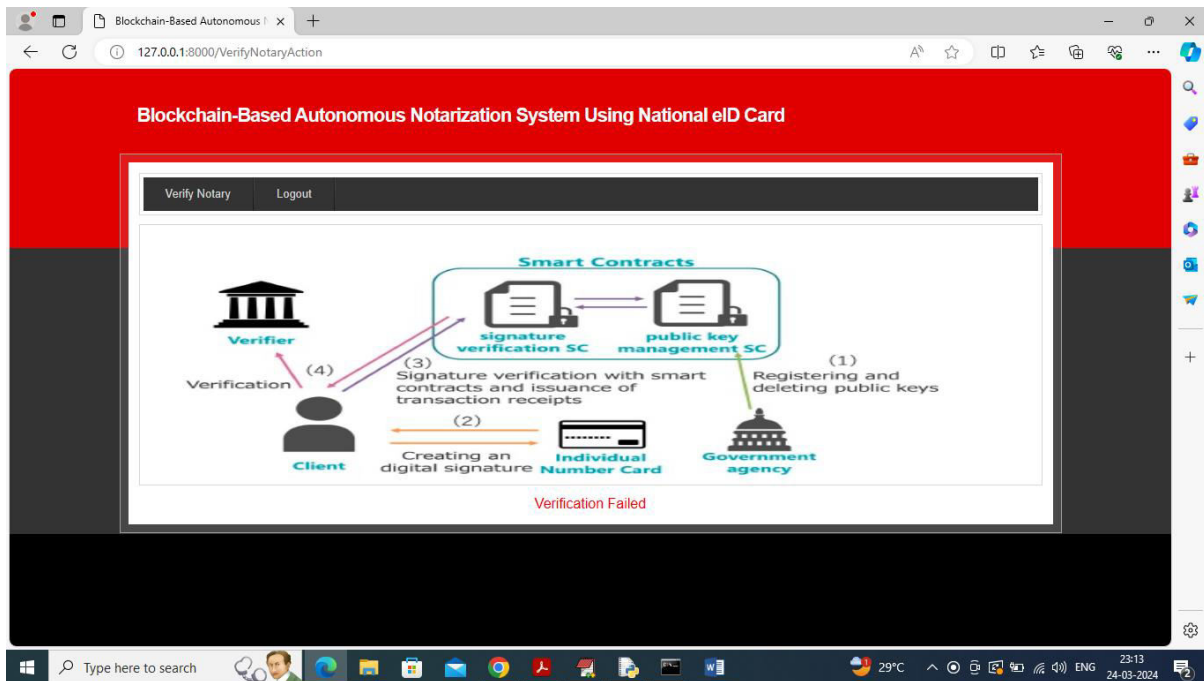 Blockchain-Based Autonomous N
127.0.0.1:8000/VerifyNotaryAction
Blockchain-Based Autonomous Notarization System Using National eID Card
Verify Notary
Logout
Smart Contracts
signature
verification SC
public key
management SC
Verifier
(4)
Verification
(3)
Signature verification with smart
contracts and issuance of
transaction receipts
(1)
Registering and
deleting public keys
(2)
Creating an
digital signature
Client
Individual
Number Card
Government
agency
Verification Failed
Type here to search
29°C
ENG
23:13
24-03-2024
2